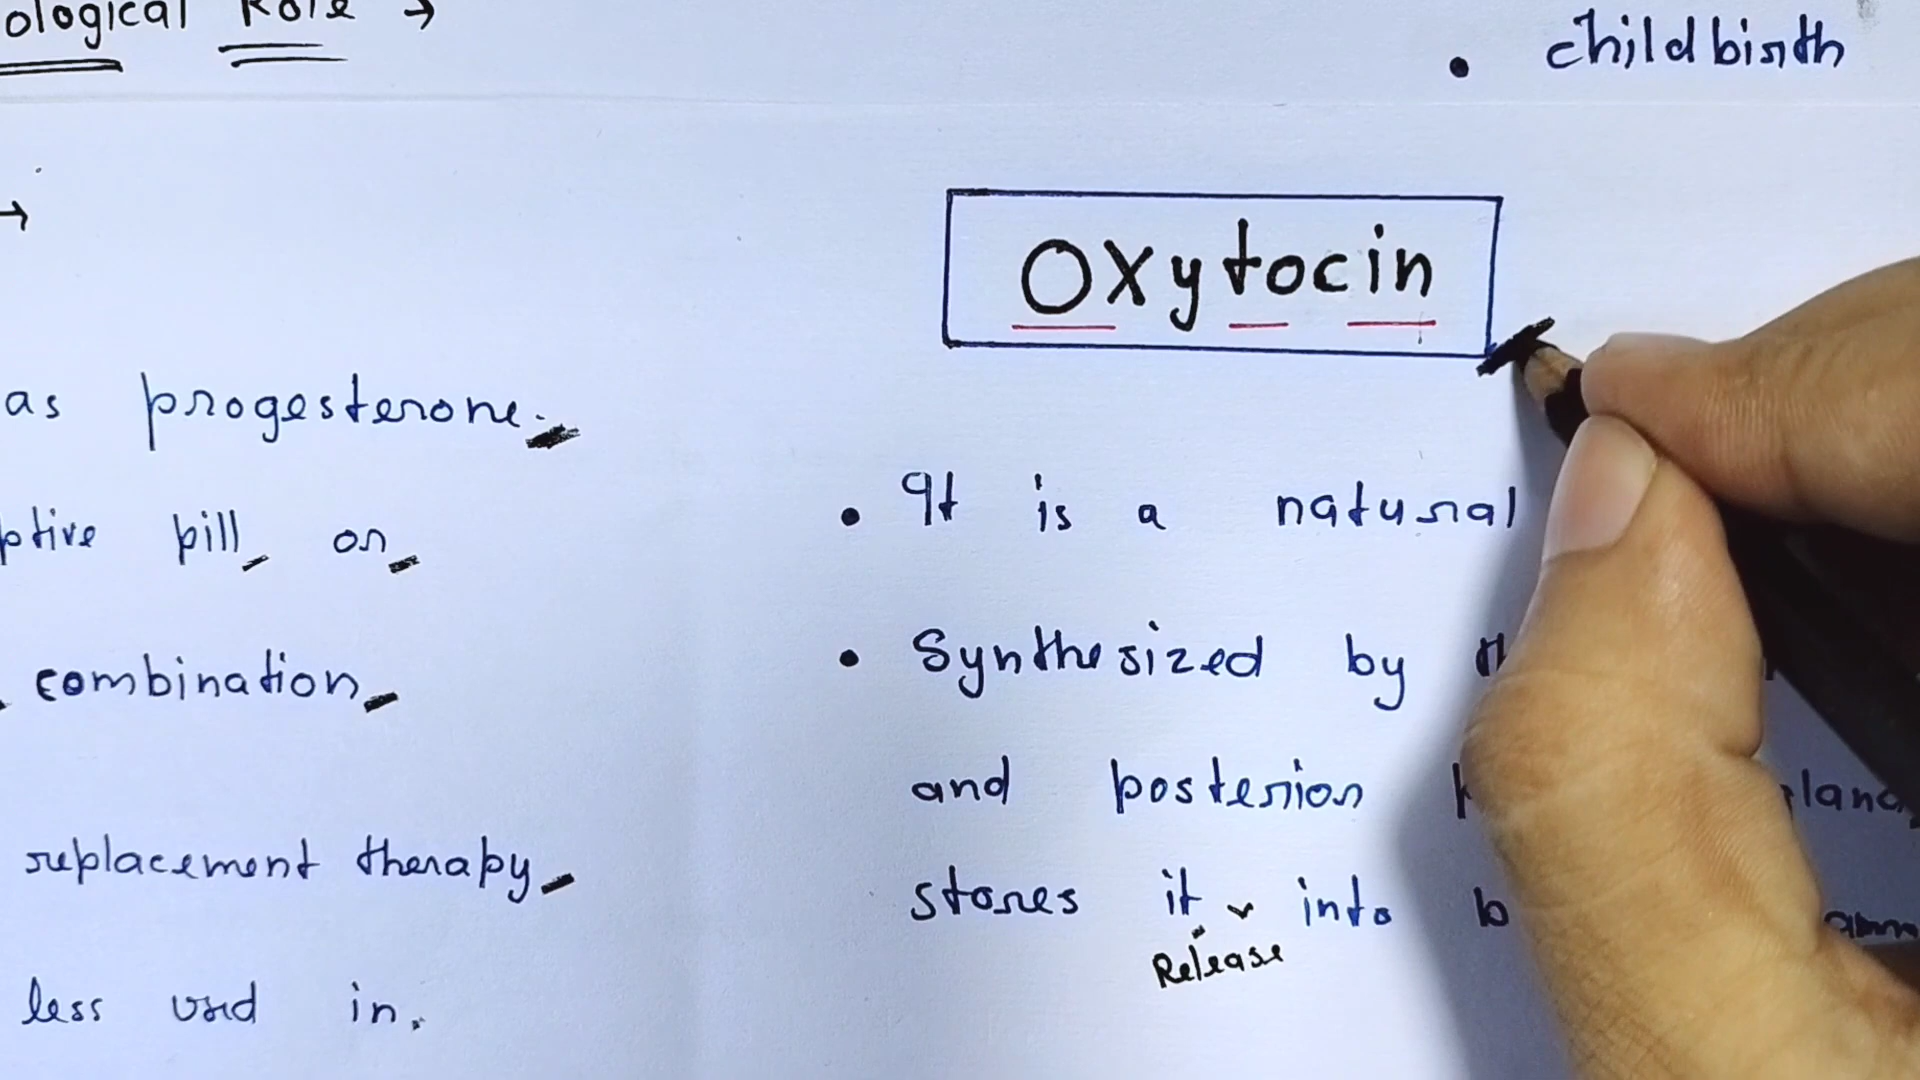 ological Role →
• childbirth
→
Oxytocin
as progesterone.
• It is a natural
ptive pill or
• Synthesized by
combination
and posterior
replacement therapy
stores it into
Release
less used in.